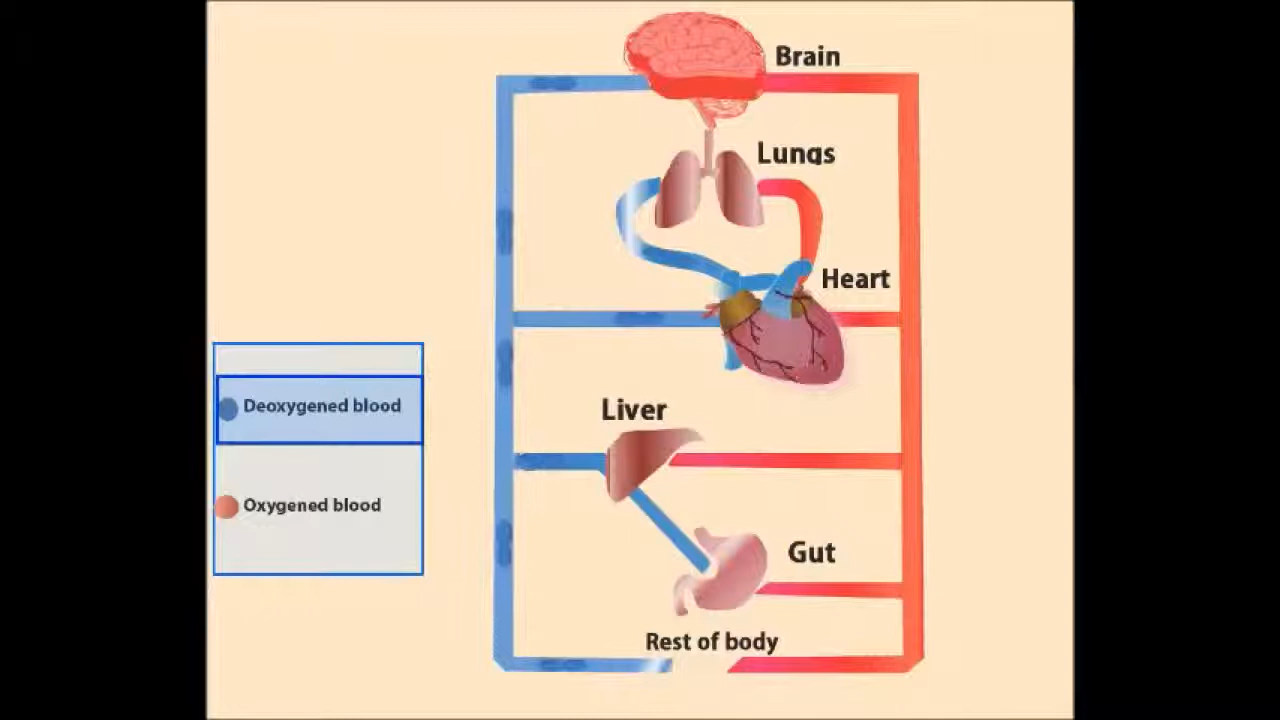 Brain
Lungs
Heart
Deoxygened blood
Liver
Oxygened blood
Gut
Rest of body